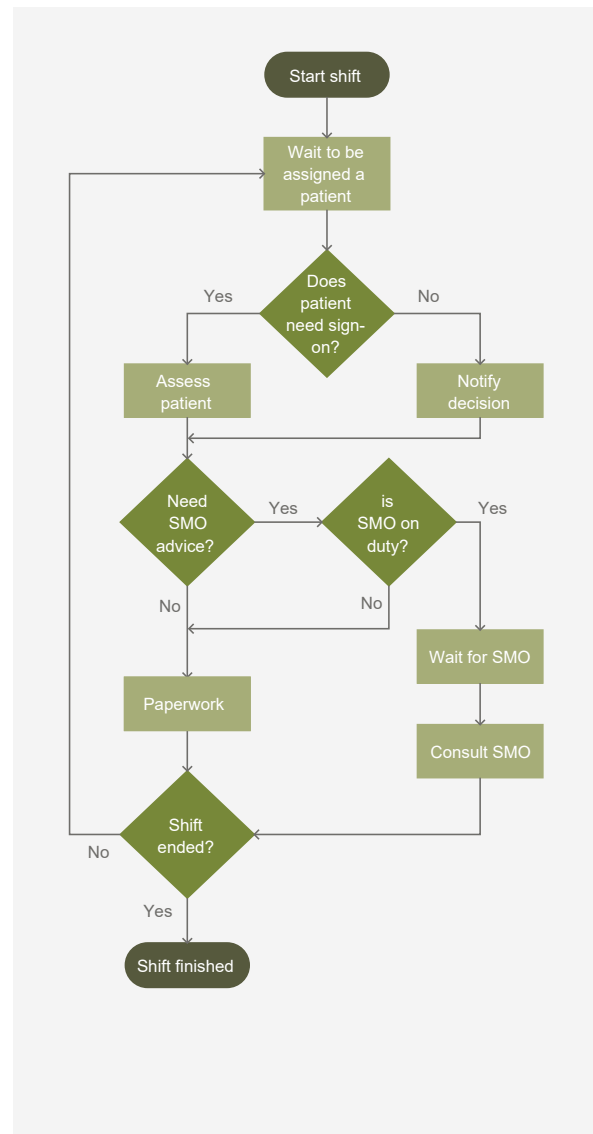 Start shift
Wait to be
assigned a
patient
Does
patient
need sign-
on?
Yes
No
Assess
patient
Notify
decision
Need
SMO
advice?
Yes
is
SMO on
duty?
Yes
No
No
Wait for SMO
Paperwork
Consult SMO
Shift
ended?
No
Yes
Shift finished